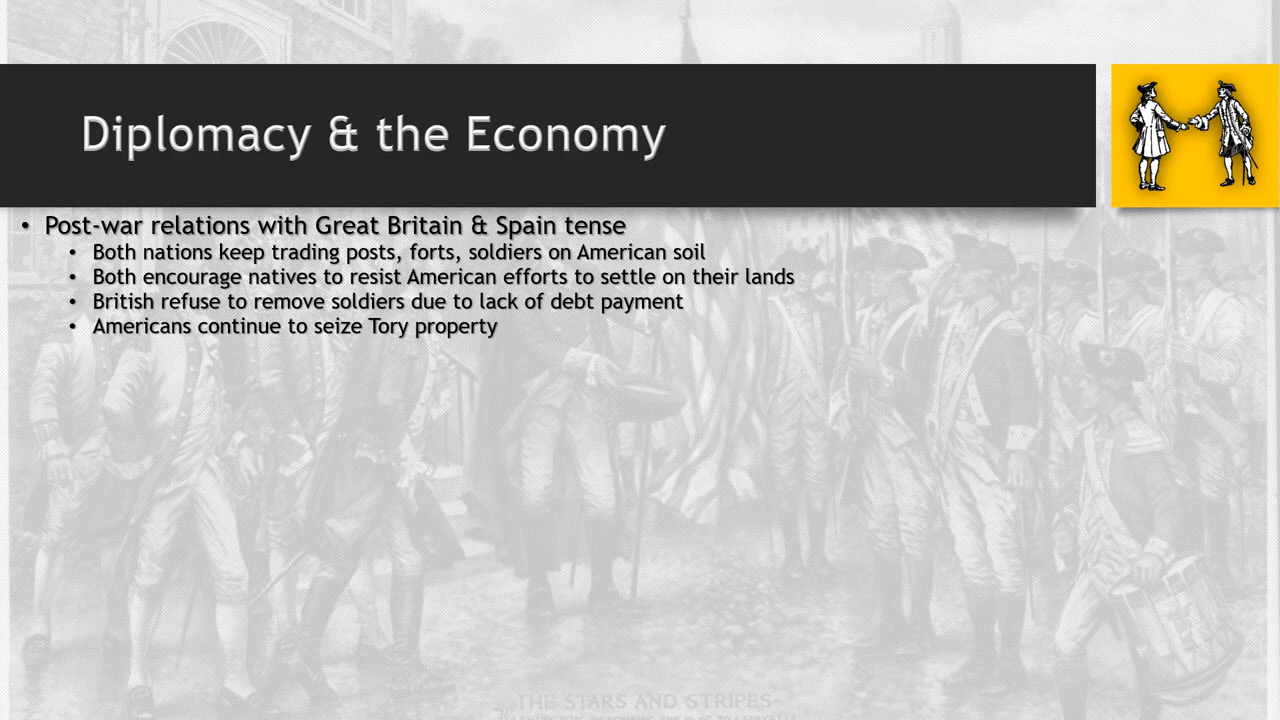 Diplomacy & the Economy
• Post-war relations with Great Britain & Spain tense
• Both nations keep trading posts, forts, soldiers on American soil
• Both encourage natives to resist American efforts to settle on their lands
• British refuse to remove soldiers due to lack of debt payment
• Americans continue to seize Tory property
THE STARS AND STRIPES